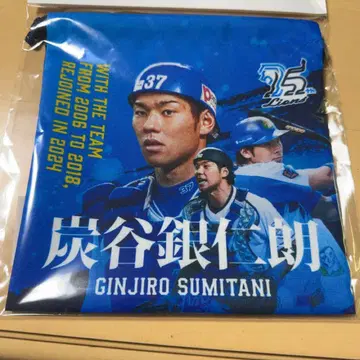 WITH THE TEAM
FROM 2006 TO 2018,
REJOINED IN 2024
37
75th
Lions
炭谷銀仁朗
GINJIRO SUMITANI